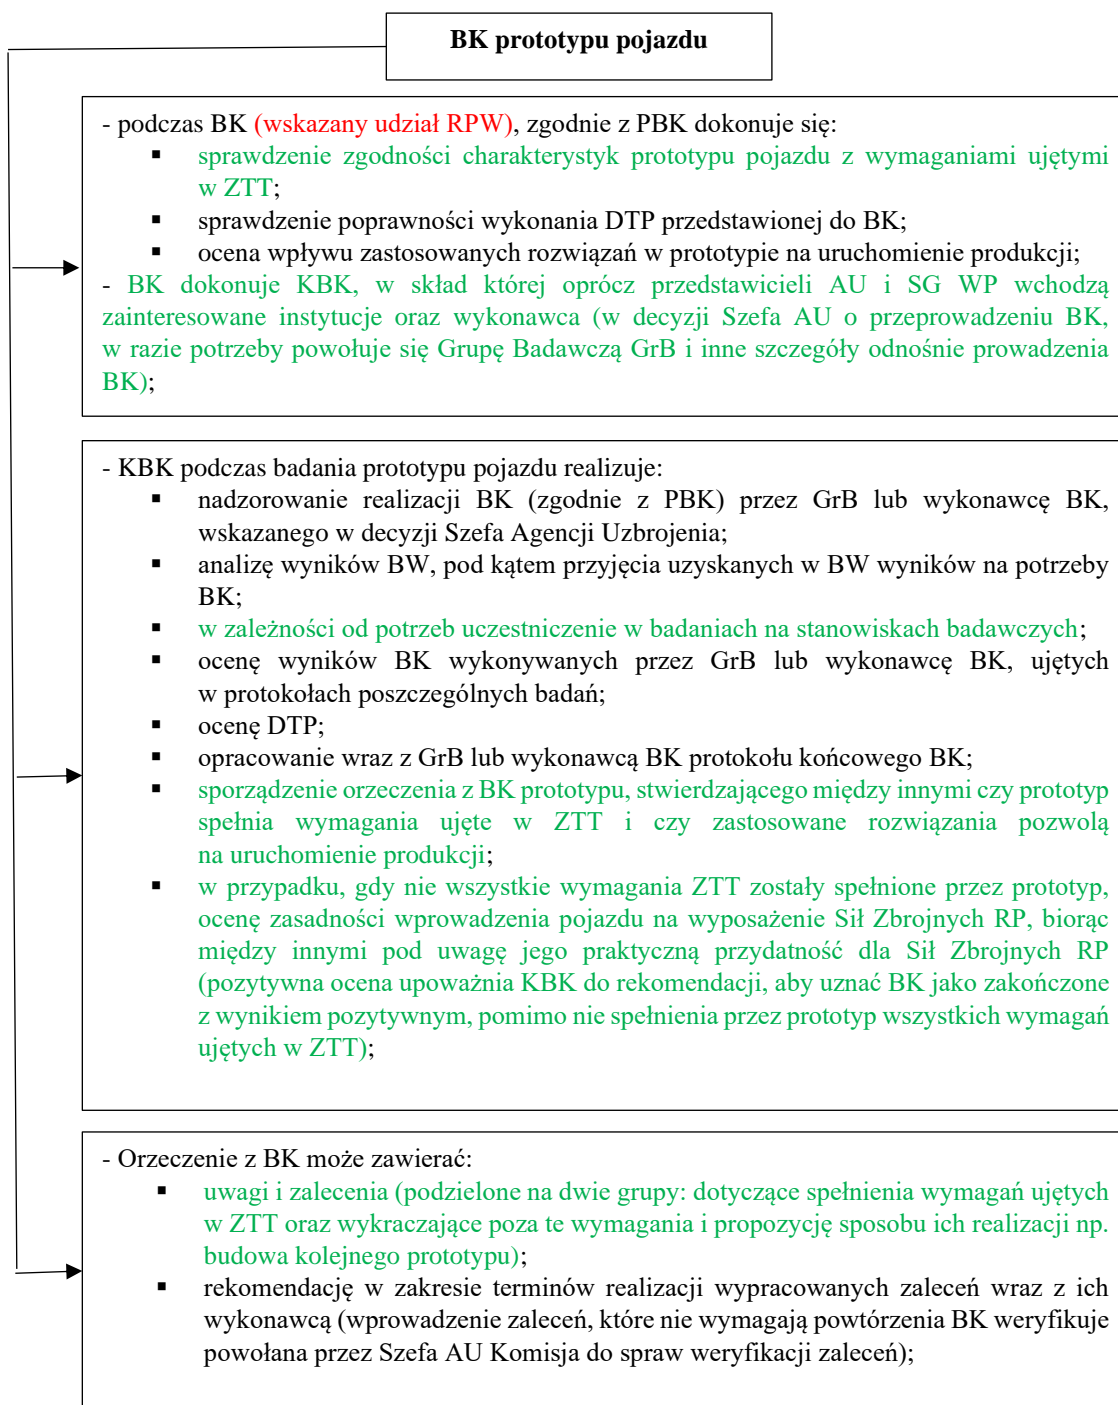 BK prototypu pojazdu
- podczas BK (wskazany udział RPW), zgodnie z PBK dokonuje się:
▪ sprawdzenie zgodności charakterystyk prototypu pojazdu z wymaganiami ujętymi
w ZTT;
▪ sprawdzenie poprawności wykonania DTP przedstawionej do BK;
▪ ocena wpływu zastosowanych rozwiązań w prototypie na uruchomienie produkcji;
- BK dokonuje KBK, w skład której oprócz przedstawicieli AU i SG WP wchodzą
zainteresowane instytucje oraz wykonawca (w decyzji Szefa AU o przeprowadzeniu BK,
w razie potrzeby powołuje się Grupę Badawczą GrB i inne szczegóły odnośnie prowadzenia
BK);
- KBK podczas badania prototypu pojazdu realizuje:
▪ nadzorowanie realizacji BK (zgodnie z PBK) przez GrB lub wykonawcę BK,
wskazanego w decyzji Szefa Agencji Uzbrojenia;
▪ analizę wyników BW, pod kątem przyjęcia uzyskanych w BW wyników na potrzeby
BK;
▪ w zależności od potrzeb uczestniczenie w badaniach na stanowiskach badawczych;
▪ ocenę wyników BK wykonywanych przez GrB lub wykonawcę BK, ujętych
w protokołach poszczególnych badań;
▪ ocenę DTP;
▪ opracowanie wraz z GrB lub wykonawcą BK protokołu końcowego BK;
▪ sporządzenie orzeczenia z BK prototypu, stwierdzającego między innymi czy prototyp
spełnia wymagania ujęte w ZTT i czy zastosowane rozwiązania pozwolą
na uruchomienie produkcji;
▪ w przypadku, gdy nie wszystkie wymagania ZTT zostały spełnione przez prototyp,
ocenę zasadności wprowadzenia pojazdu na wyposażenie Sił Zbrojnych RP, biorąc
między innymi pod uwagę jego praktyczną przydatność dla Sił Zbrojnych RP
(pozytywna ocena upoważnia KBK do rekomendacji, aby uznać BK jako zakończone
z wynikiem pozytywnym, pomimo nie spełnienia przez prototyp wszystkich wymagań
ujętych w ZTT);
- Orzeczenie z BK może zawierać:
▪ uwagi i zalecenia (podzielone na dwie grupy: dotyczące spełnienia wymagań ujętych
w ZTT oraz wykraczające poza te wymagania i propozycję sposobu ich realizacji np.
budowa kolejnego prototypu);
▪ rekomendację w zakresie terminów realizacji wypracowanych zaleceń wraz z ich
wykonawcą (wprowadzenie zaleceń, które nie wymagają powtórzenia BK weryfikuje
powołana przez Szefa AU Komisja do spraw weryfikacji zaleceń);